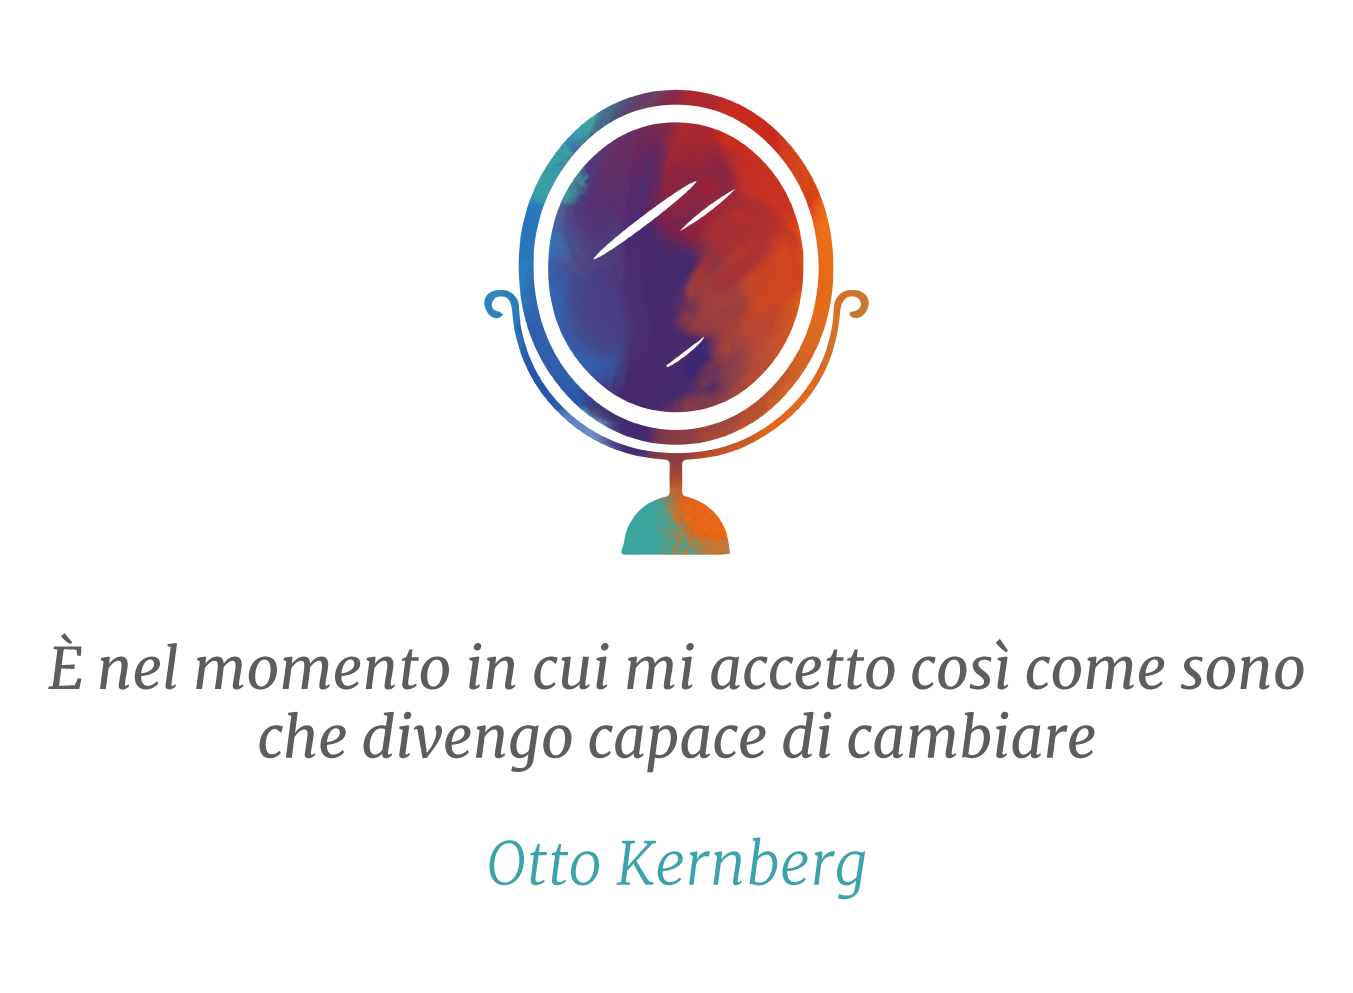 È nel momento in cui mi accetto così come sono
che divengo capace di cambiare
Otto Kernberg